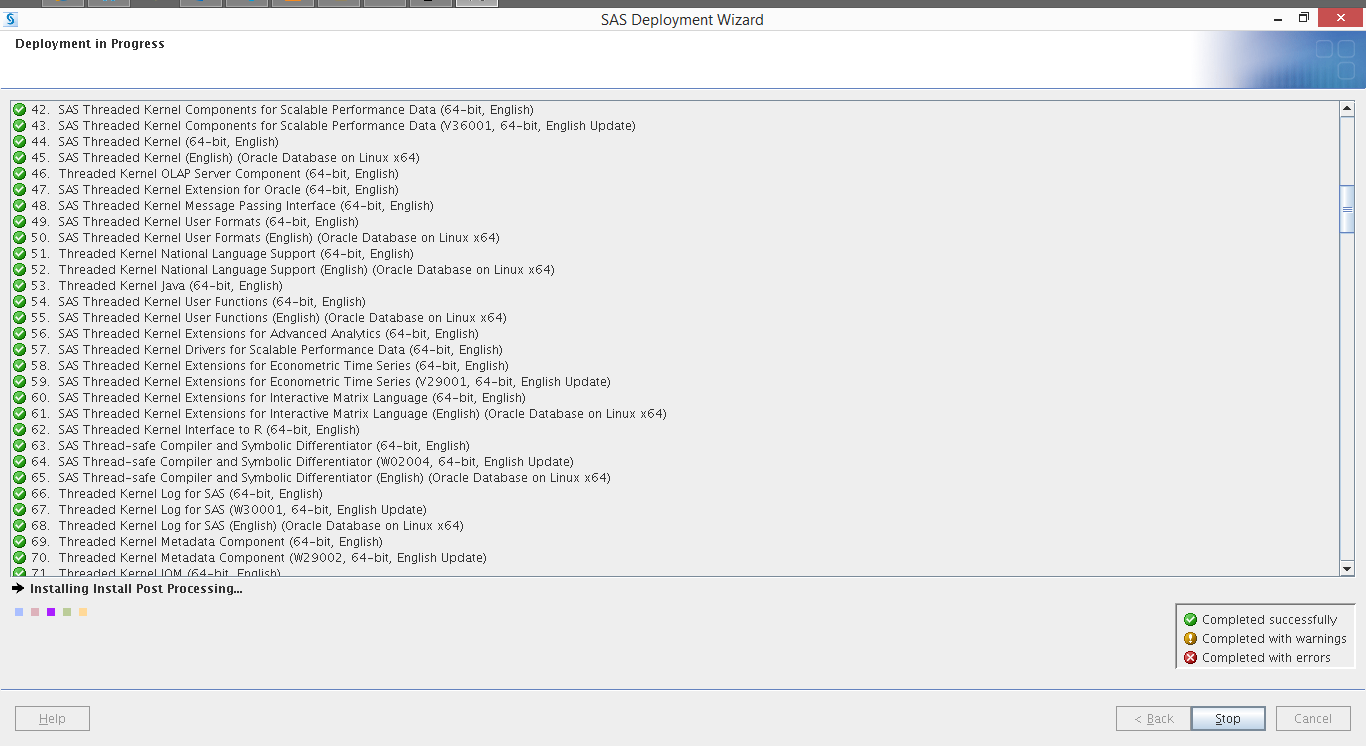 SAS Deployment Wizard
Deployment in Progress
42. SAS Threaded Kernel Components for Scalable Performance Data (64-bit, English)
43. SAS Threaded Kernel Components for Scalable Performance Data (V36001, 64-bit, English Update)
44. SAS Threaded Kernel (64-bit, English)
45. SAS Threaded Kernel (English) (Oracle Database on Linux x64)
46. Threaded Kernel OLAP Server Component (64-bit, English)
47. SAS Threaded Kernel Extension for Oracle (64-bit, English)
48. SAS Threaded Kernel Message Passing Interface (64-bit, English)
49. SAS Threaded Kernel User Formats (64-bit, English)
50. SAS Threaded Kernel User Formats (English) (Oracle Database on Linux x64)
51. Threaded Kernel National Language Support (64-bit, English)
52. Threaded Kernel National Language Support (English) (Oracle Database on Linux x64)
53. Threaded Kernel Java (64-bit, English)
54. SAS Threaded Kernel User Functions (64-bit, English)
55. SAS Threaded Kernel User Functions (English) (Oracle Database on Linux x64)
56. SAS Threaded Kernel Extensions for Advanced Analytics (64-bit, English)
57. SAS Threaded Kernel Drivers for Scalable Performance Data (64-bit, English)
58. SAS Threaded Kernel Extensions for Econometric Time Series (64-bit, English)
59. SAS Threaded Kernel Extensions for Econometric Time Series (V29001, 64-bit, English Update)
60. SAS Threaded Kernel Extensions for Interactive Matrix Language (64-bit, English)
61. SAS Threaded Kernel Extensions for Interactive Matrix Language (English) (Oracle Database on Linux x64)
62. SAS Threaded Kernel Interface to R (64-bit, English)
63. SAS Thread-safe Compiler and Symbolic Differentiator (64-bit, English)
64. SAS Thread-safe Compiler and Symbolic Differentiator (W02004, 64-bit, English Update)
65. SAS Thread-safe Compiler and Symbolic Differentiator (English) (Oracle Database on Linux x64)
66. Threaded Kernel Log for SAS (64-bit, English)
67. Threaded Kernel Log for SAS (W30001, 64-bit, English Update)
68. Threaded Kernel Log for SAS (English) (Oracle Database on Linux x64)
69. Threaded Kernel Metadata Component (64-bit, English)
70. Threaded Kernel Metadata Component (W29002, 64-bit, English Update)
71. Threaded Kernel IOM (64-bit, English)
Installing Install Post Processing...
Completed successfully
Completed with warnings
Completed with errors
Help
< Back
Stop
Cancel